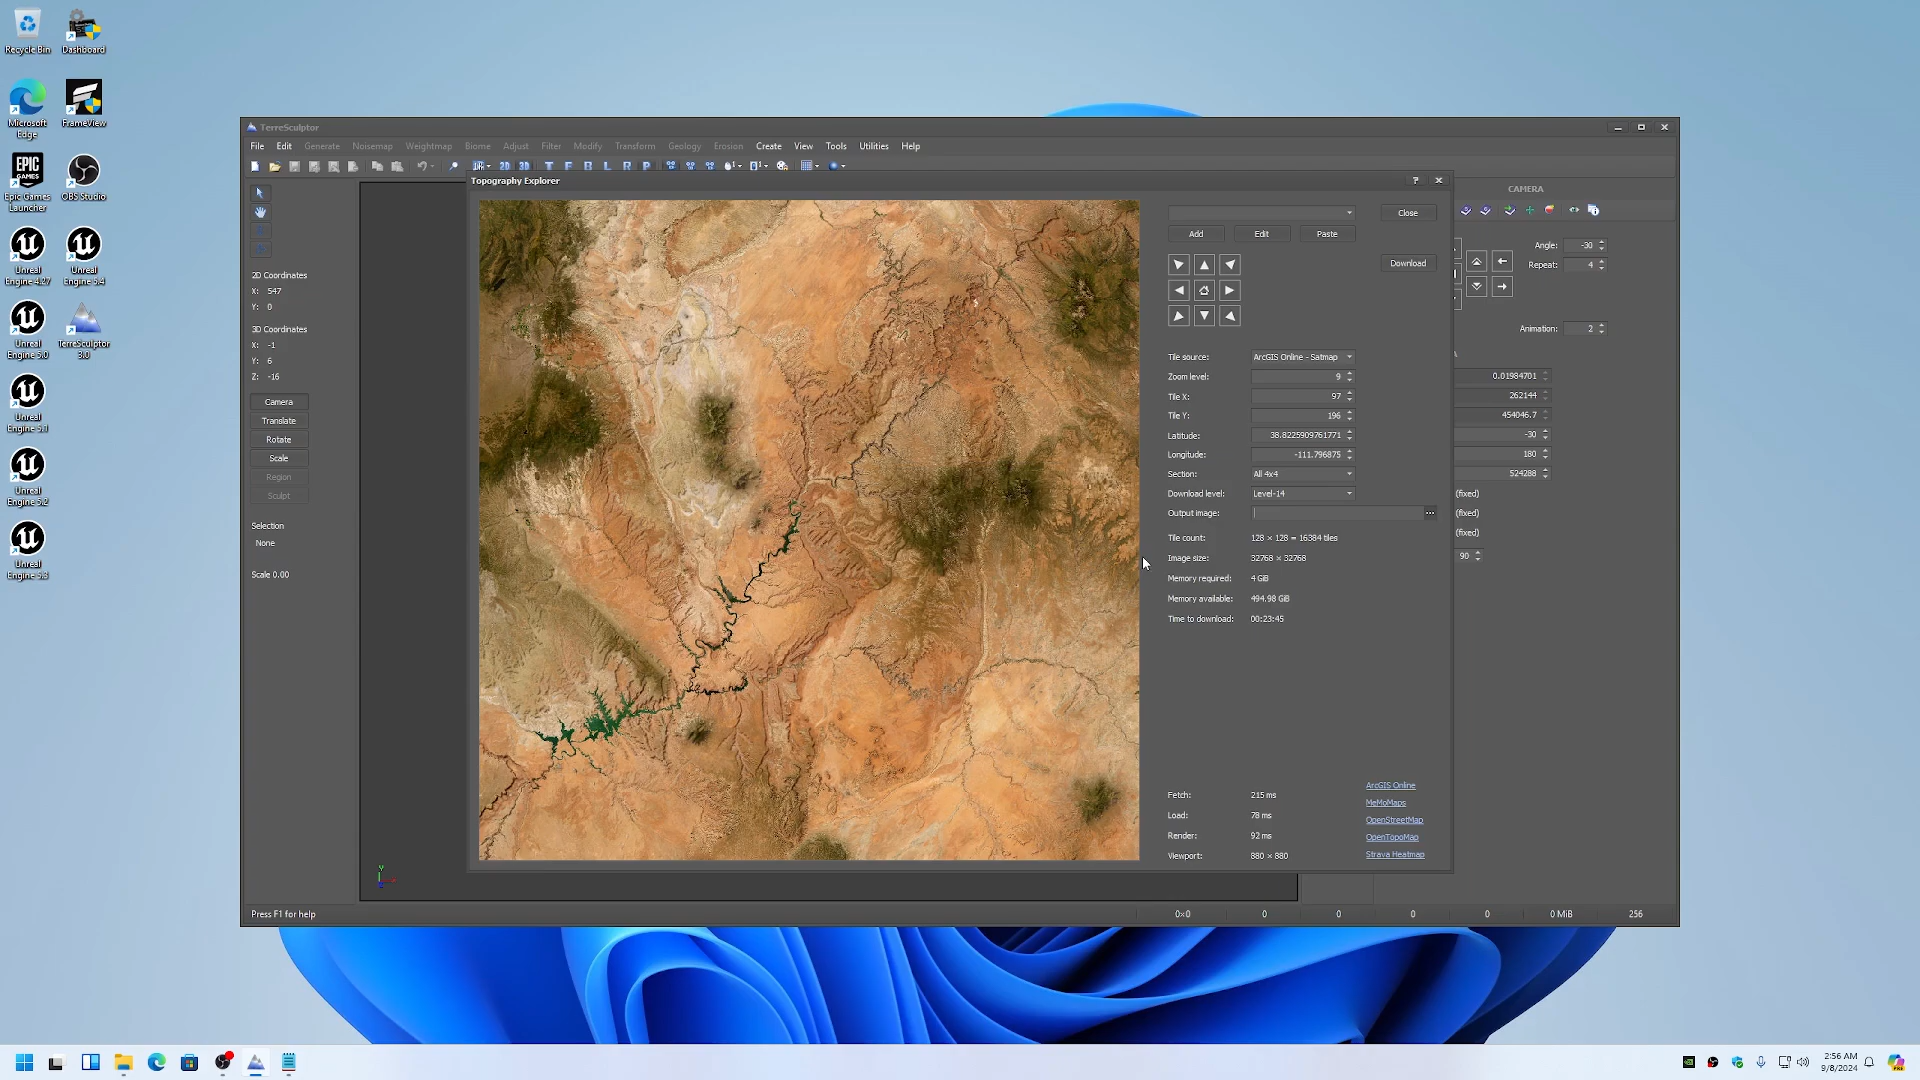 Recycle Bin
Dashboard
Microsoft
Edge
FrameView
EPIC
GAMES
Epic Games
Launcher
OBS Studio
Unreal
Engine 4.27
Unreal
Engine 5.4
Unreal
Engine 5.0
TerreSculptor
3.0
Unreal
Engine 5.1
Unreal
Engine 5.2
Unreal
Engine 5.3
TerreSculptor
File Edit Generate Noisemap Weightmap Biome Adjust Filter Modify Transform Geology Erosion Create View Tools Utilities Help
2D 3D T F B L R P
Topography Explorer
? 
CAMERA
2D Coordinates
X: 547
Y: 0
3D Coordinates
X: -1
Y: 6
Z: -16
Camera
Translate
Rotate
Scale
Region
Sculpt
Selection
None
Scale 0.00
Close
Add Edit Paste
Download
Angle: -30
Repeat: 4
Animation: 2
Tile source: ArcGIS Online - Satmap
Zoom level: 9
Tile X: 97
Tile Y: 196
Latitude: 38.8225909761771
Longitude: -111.796875
Section: All 4x4
Download level: Level-14
Output image:
Tile count: 128 × 128 = 16384 tiles
Image size: 32768 × 32768
Memory required: 4 GiB
Memory available: 494.98 GiB
Time to download: 00:23:45
0.01984701
262144
454046.7
-30
180
524288
(fixed)
(fixed)
(fixed)
90
Fetch: 215 ms
Load: 78 ms
Render: 92 ms
Viewport: 880 × 880
ArcGIS Online
MeMoMaps
OpenStreetMap
OpenTopoMap
Strava Heatmap
Y
Press F1 for help
0×0 0 0 0 0 0 MiB 256
2:56 AM
9/8/2024